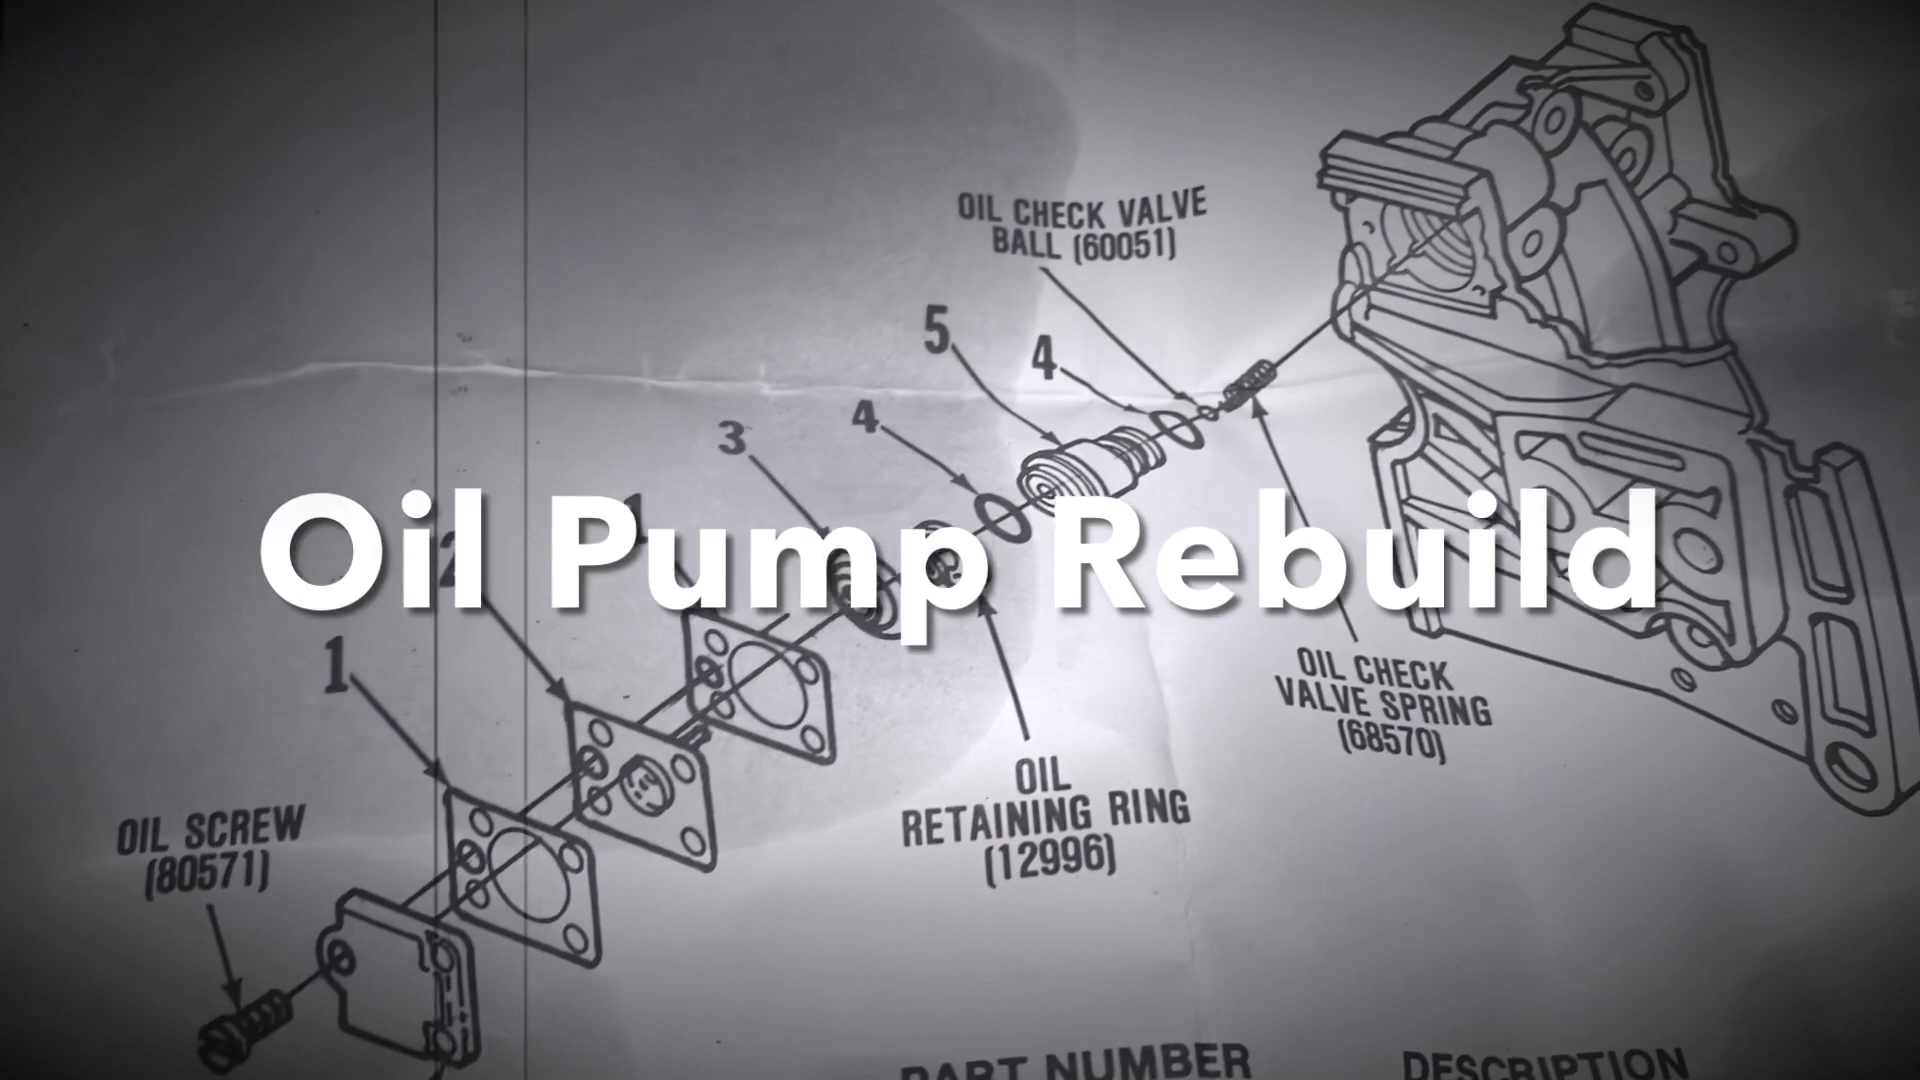 OIL CHECK VALVE
BALL (60051)
5
4
4
3
1
2
Oil Pump Rebuild
1
OIL CHECK
VALVE SPRING
(68570)
OIL
RETAINING RING
(12996)
OIL SCREW
(80571)
PART NUMBER
DESCRIPTION